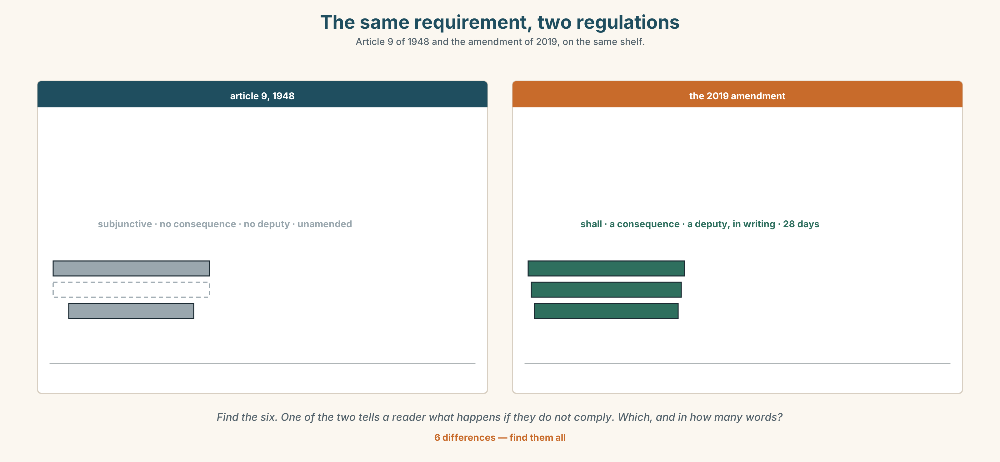 The same requirement, two regulations
Article 9 of 1948 and the amendment of 2019, on the same shelf.
article 9, 1948
subjunctive · no consequence · no deputy · unamended
the 2019 amendment
shall · a consequence · a deputy, in writing · 28 days
Find the six. One of the two tells a reader what happens if they do not comply. Which, and in how many words?
6 differences — find them all